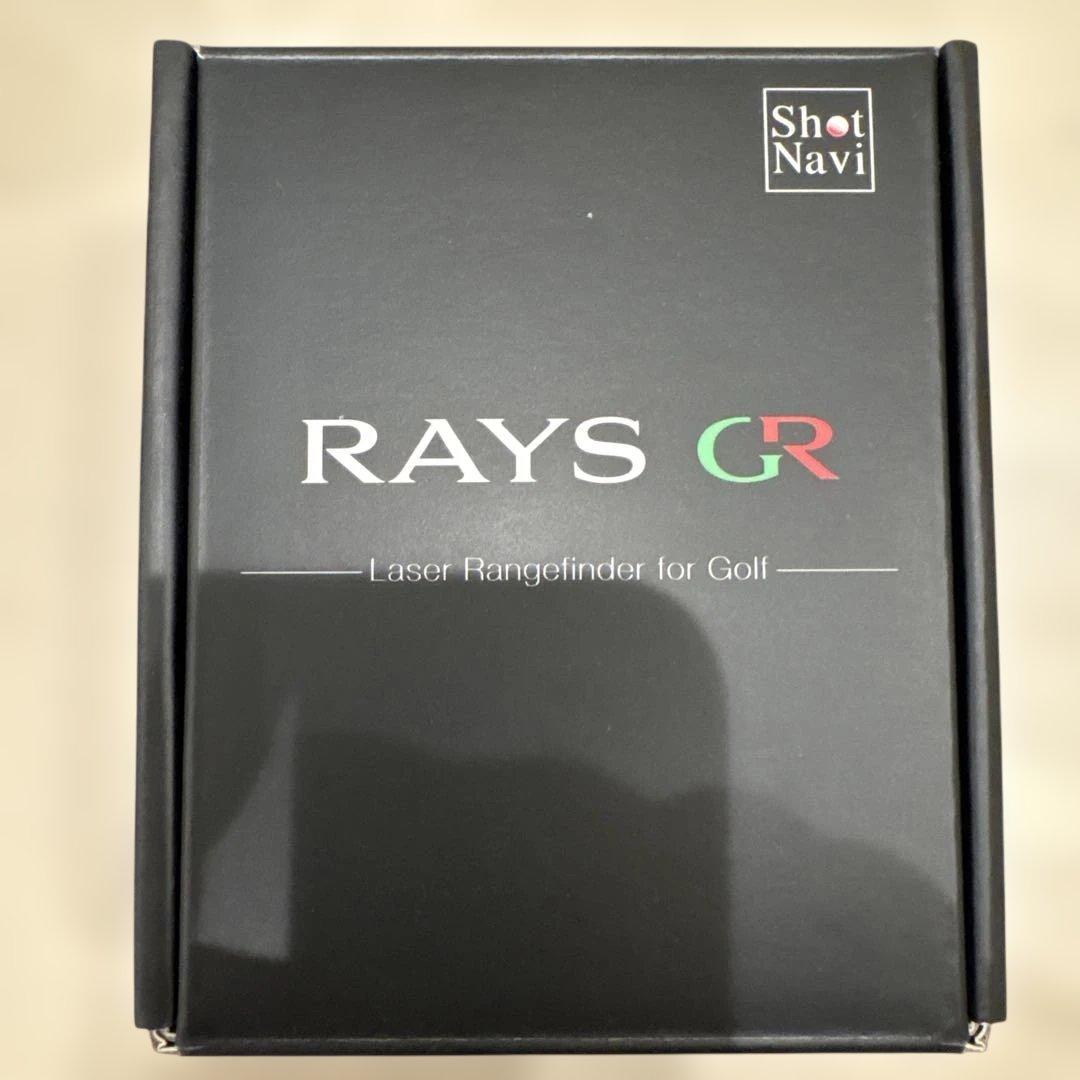 Shot
Navi
RAYS GR
Laser Rangefinder for Golf